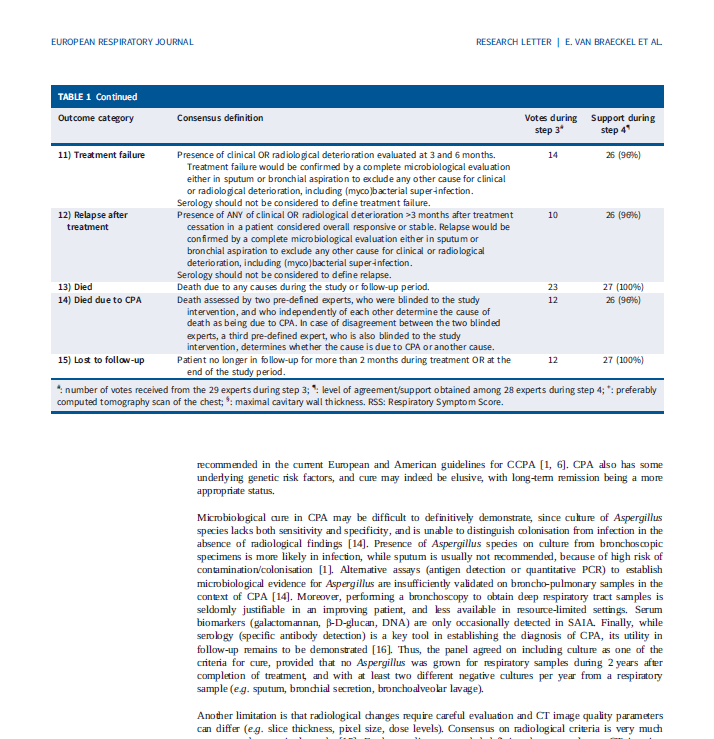 EUROPEAN RESPIRATORY JOURNAL
RESEARCH LETTER | E. VAN BRAECKEL ET AL.
TABLE 1 Continued
Outcome category Consensus definition Votes during step 3# Support during step 4¶
11) Treatment failure Presence of clinical OR radiological deterioration evaluated at 3 and 6 months. 14 26 (96%)
Treatment failure would be confirmed by a complete microbiological evaluation
either in sputum or bronchial aspiration to exclude any other cause for clinical
or radiological deterioration, including (myco)bacterial super-infection.
Serology should not be considered to define treatment failure.
12) Relapse after Presence of ANY of clinical OR radiological deterioration >3 months after treatment 10 26 (96%)
treatment cessation in a patient considered overall responsive or stable. Relapse would be
confirmed by a complete microbiological evaluation either in sputum or
bronchial aspiration to exclude any other cause for clinical or radiological
deterioration, including (myco)bacterial super-infection.
Serology should not be considered to define relapse.
13) Died Death due to any causes during the study or follow-up period. 23 27 (100%)
14) Died due to CPA Death assessed by two pre-defined experts, who were blinded to the study 12 26 (96%)
intervention, and who independently of each other determine the cause of
death as being due to CPA. In case of disagreement between the two blinded
experts, a third pre-defined expert, who is also blinded to the study
intervention, determines whether the cause is due to CPA or another cause.
15) Lost to follow-up Patient no longer in follow-up for more than 2 months during treatment OR at the 12 27 (100%)
end of the study period.
#: number of votes received from the 29 experts during step 3; ¶: level of agreement/support obtained among 28 experts during step 4; +: preferably
computed tomography scan of the chest; §: maximal cavitary wall thickness. RSS: Respiratory Symptom Score.
recommended in the current European and American guidelines for CCPA [1, 6]. CPA also has some
underlying genetic risk factors, and cure may indeed be elusive, with long-term remission being a more
appropriate status.
Microbiological cure in CPA may be difficult to definitively demonstrate, since culture of Aspergillus
species lacks both sensitivity and specificity, and is unable to distinguish colonisation from infection in the
absence of radiological findings [14]. Presence of Aspergillus species on culture from bronchoscopic
specimens is more likely in infection, while sputum is usually not recommended, because of high risk of
contamination/colonisation [1]. Alternative assays (antigen detection or quantitative PCR) to establish
microbiological evidence for Aspergillus are insufficiently validated on broncho-pulmonary samples in the
context of CPA [14]. Moreover, performing a bronchoscopy to obtain deep respiratory tract samples is
seldomly justifiable in an improving patient, and less available in resource-limited settings. Serum
biomarkers (galactomannan, β-D-glucan, DNA) are only occasionally detected in SAIA. Finally, while
serology (specific antibody detection) is a key tool in establishing the diagnosis of CPA, its utility in
follow-up remains to be demonstrated [16]. Thus, the panel agreed on including culture as one of the
criteria for cure, provided that no Aspergillus was grown for respiratory samples during 2 years after
completion of treatment, and with at least two different negative cultures per year from a respiratory
sample (e.g. sputum, bronchial secretion, bronchoalveolar lavage).
Another limitation is that radiological changes require careful evaluation and CT image quality parameters
can differ (e.g. slice thickness, pixel size, dose levels). Consensus on radiological criteria is very much